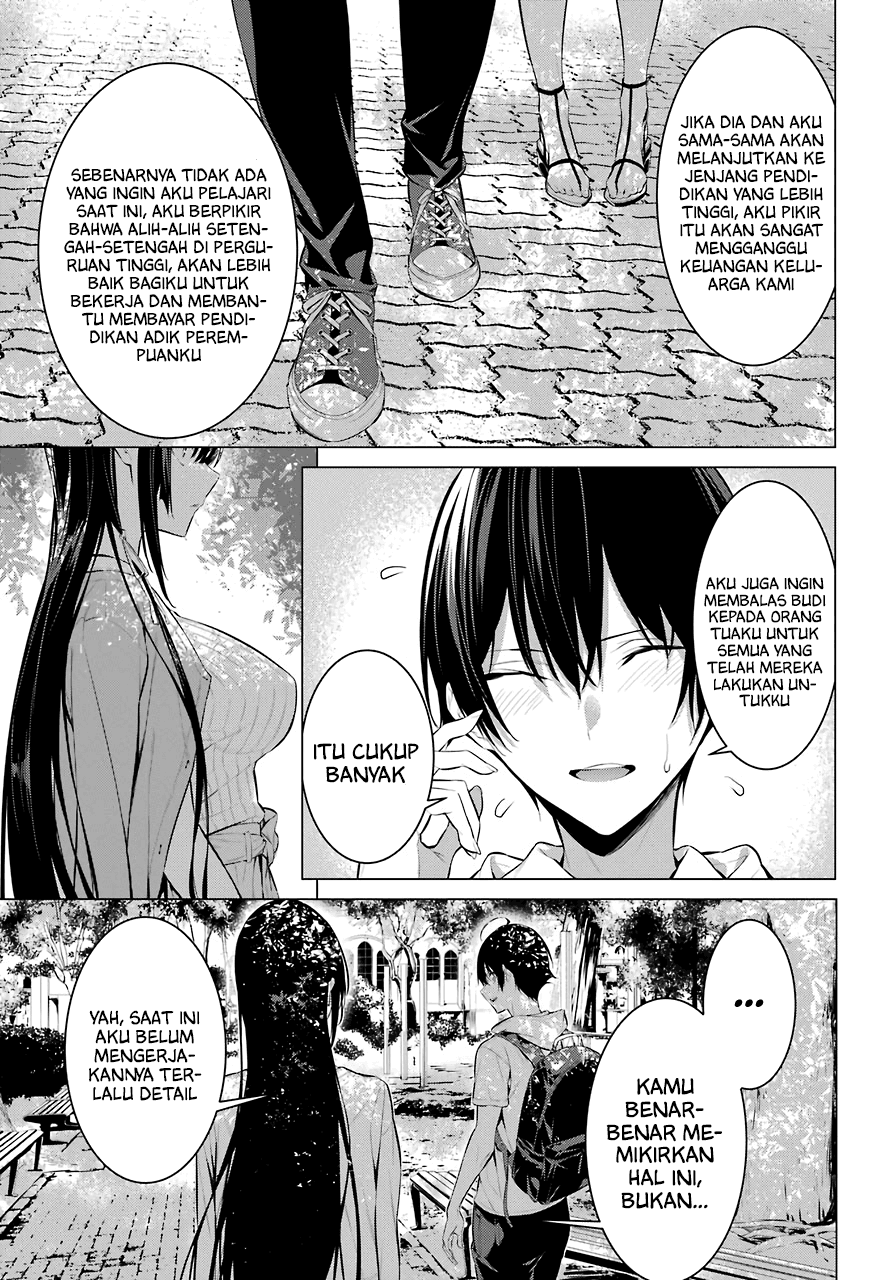 JIKA DIA DAN AKU
SAMA-SAMA AKAN
MELANJUTKAN KE
JENJANG PENDI-
DIKAN YANG LEBIH
TINGGI, AKU PIKIR
ITU AKAN SANGAT
MENGGANGGU
KEUANGAN KELU-
ARGA KAMI
SEBENARNYA TIDAK ADA
YANG INGIN AKU PELAJARI
SAAT INI, AKU BERPIKIR
BAHWA ALIH-ALIH SETEN-
GAH-SETENGAH DI PERGU-
RUAN TINGGI, AKAN LEBIH
BAIK BAGIKU UNTUK
BEKERJA DAN MEMBAN-
TU MEMBAYAR PENDI-
DIKAN ADIK PEREM-
PUANKU
AKU JUGA INGIN
MEMBALAS BUDI
KEPADA ORANG
TUAKU UNTUK
SEMUA YANG
TELAH MEREKA
LAKUKAN UN-
TUKKU
ITU CUKUP
BANYAK
...
KAMU
BENAR-
BENAR ME-
MIKIRKAN
HAL INI,
BUKAN...
YAH, SAAT INI
AKU BELUM
MENGERJA-
KANNYA TER-
LALU DETAIL